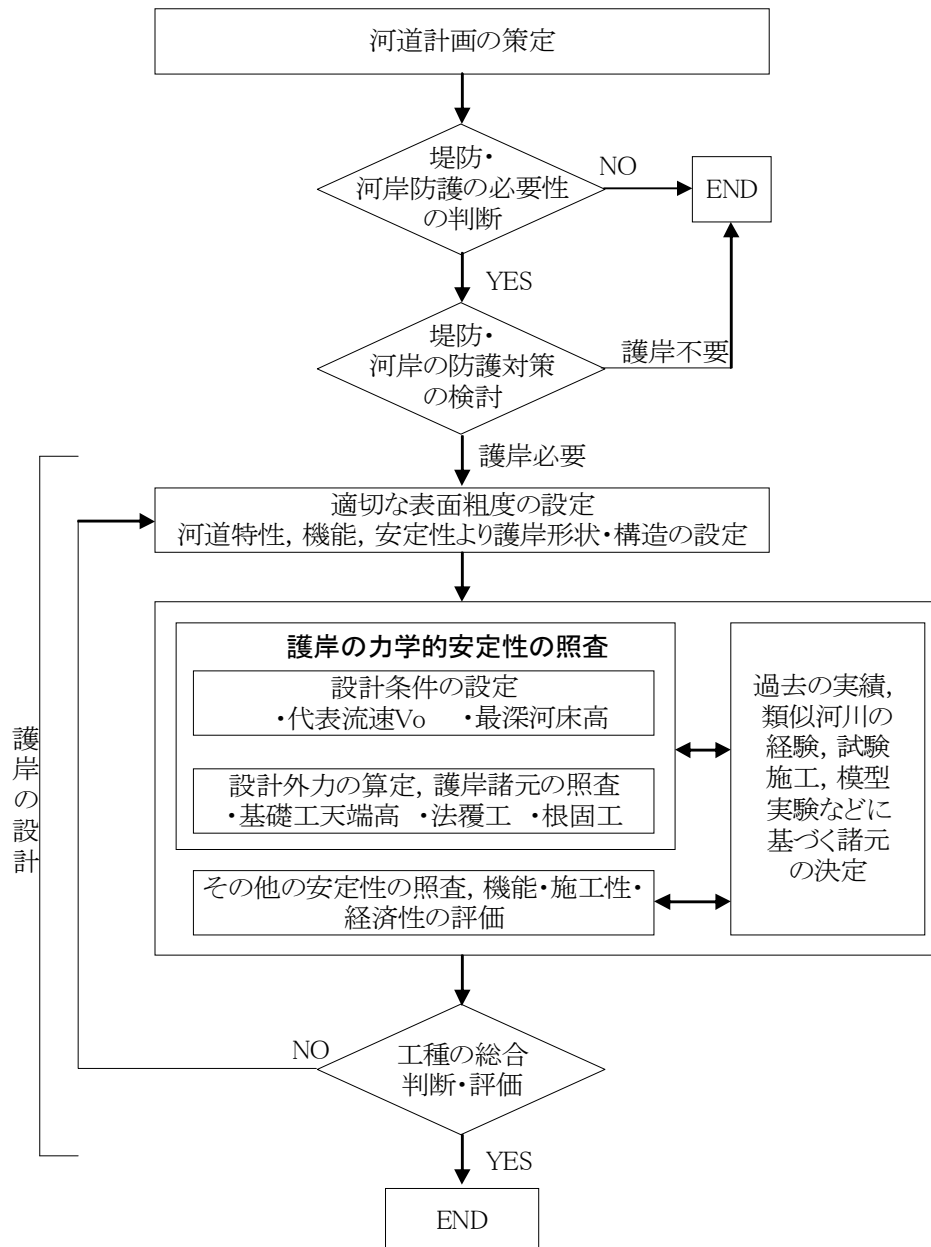 河道計画の策定
堤防・
河岸防護の必要性
の判断
NO
END
YES
堤防・
河岸の防護対策
の検討
護岸不要
護岸必要
適切な表面粗度の設定
河道特性, 機能, 安定性より護岸形状・構造の設定
護岸の設計
護岸の力学的安定性の照査
設計条件の設定
・代表流速Vo ・最深河床高
設計外力の算定, 護岸諸元の照査
・基礎工天端高 ・法覆工 ・根固工
その他の安定性の照査, 機能・施工性・
経済性の評価
過去の実績,
類似河川の
経験, 試験
施工, 模型
実験などに
基づく諸元
の決定
工種の総合
判断・評価
NO
YES
END